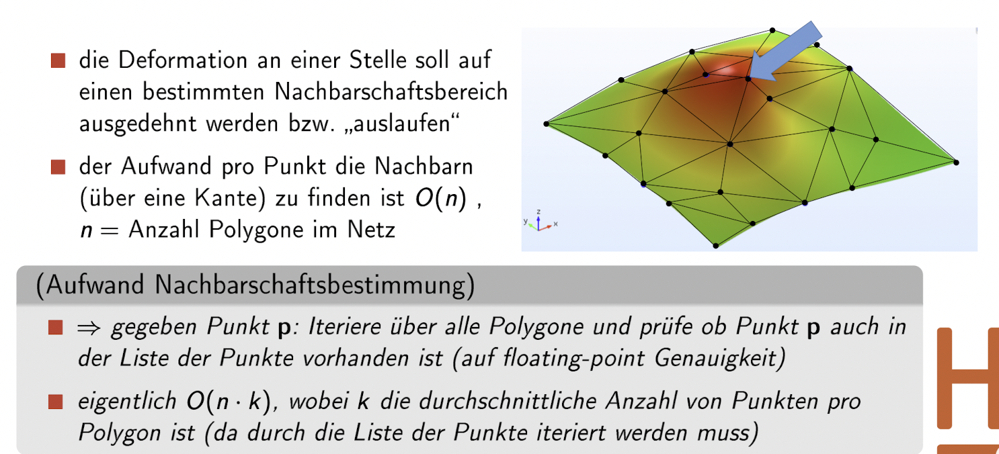 die Deformation an einer Stelle soll auf
einen bestimmten Nachbarschaftsbereich
ausgedehnt werden bzw. „auslaufen“
der Aufwand pro Punkt die Nachbarn
(über eine Kante) zu finden ist O(n) ,
n = Anzahl Polygone im Netz
z
y
x
(Aufwand Nachbarschaftsbestimmung)
⇒ gegeben Punkt p: Iteriere über alle Polygone und prüfe ob Punkt p auch in
der Liste der Punkte vorhanden ist (auf floating-point Genauigkeit)
eigentlich O(n · k), wobei k die durchschnittliche Anzahl von Punkten pro
Polygon ist (da durch die Liste der Punkte iteriert werden muss)
H